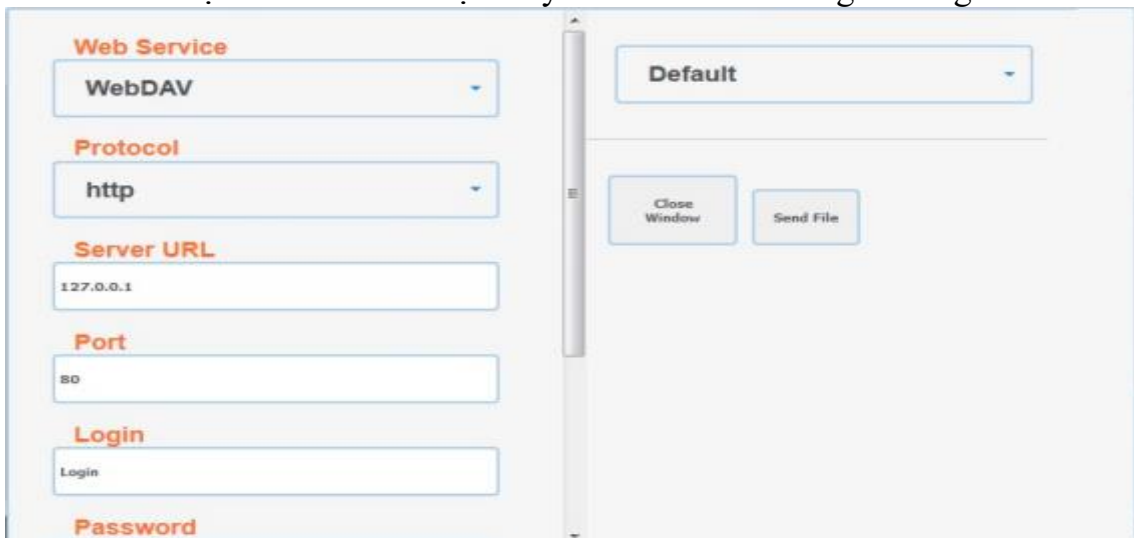 Web Service
WebDAV
Protocol
http
Server URL
127.0.0.1
Port
80
Login
Login
Password
Default
Close
Window
Send File